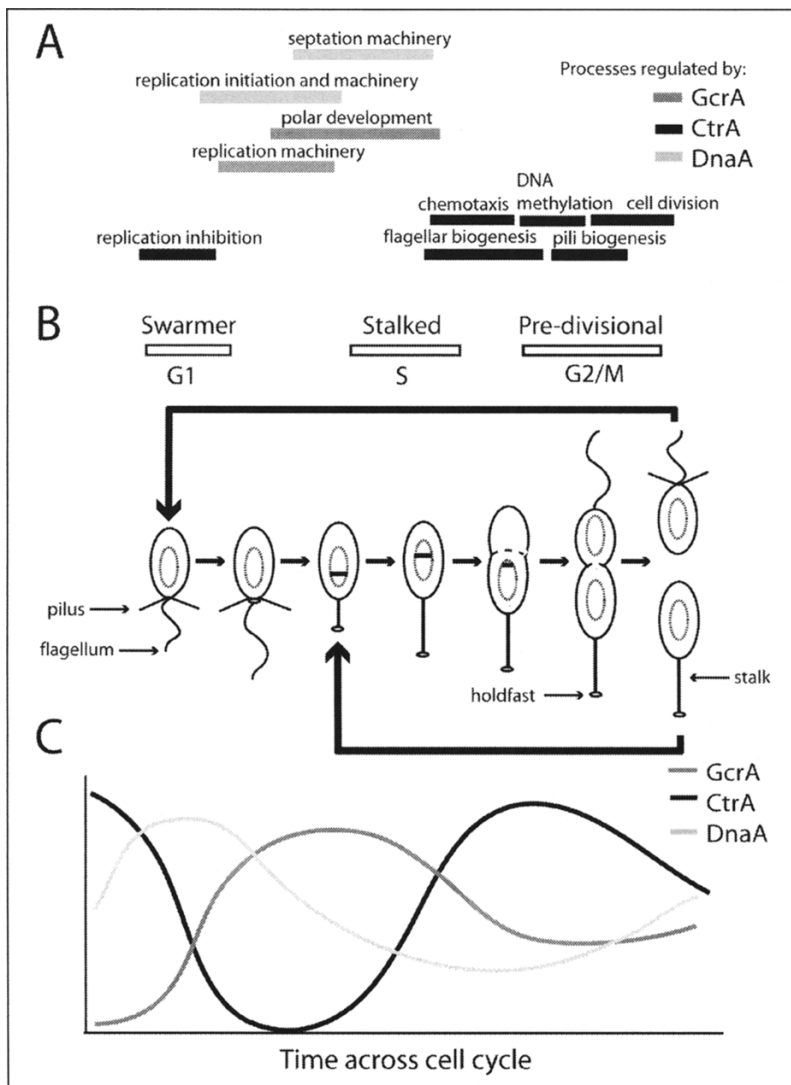 A
septation machinery
replication initiation and machinery
polar development
replication machinery
Processes regulated by:
GcrA
CtrA
DnaA
DNA
chemotaxis methylation cell division
replication inhibition
flagellar biogenesis pili biogenesis
B
Swarmer Stalked Pre-divisional
G1 S G2/M
pilus
flagellum
holdfast
stalk
C
GcrA
CtrA
DnaA
Time across cell cycle